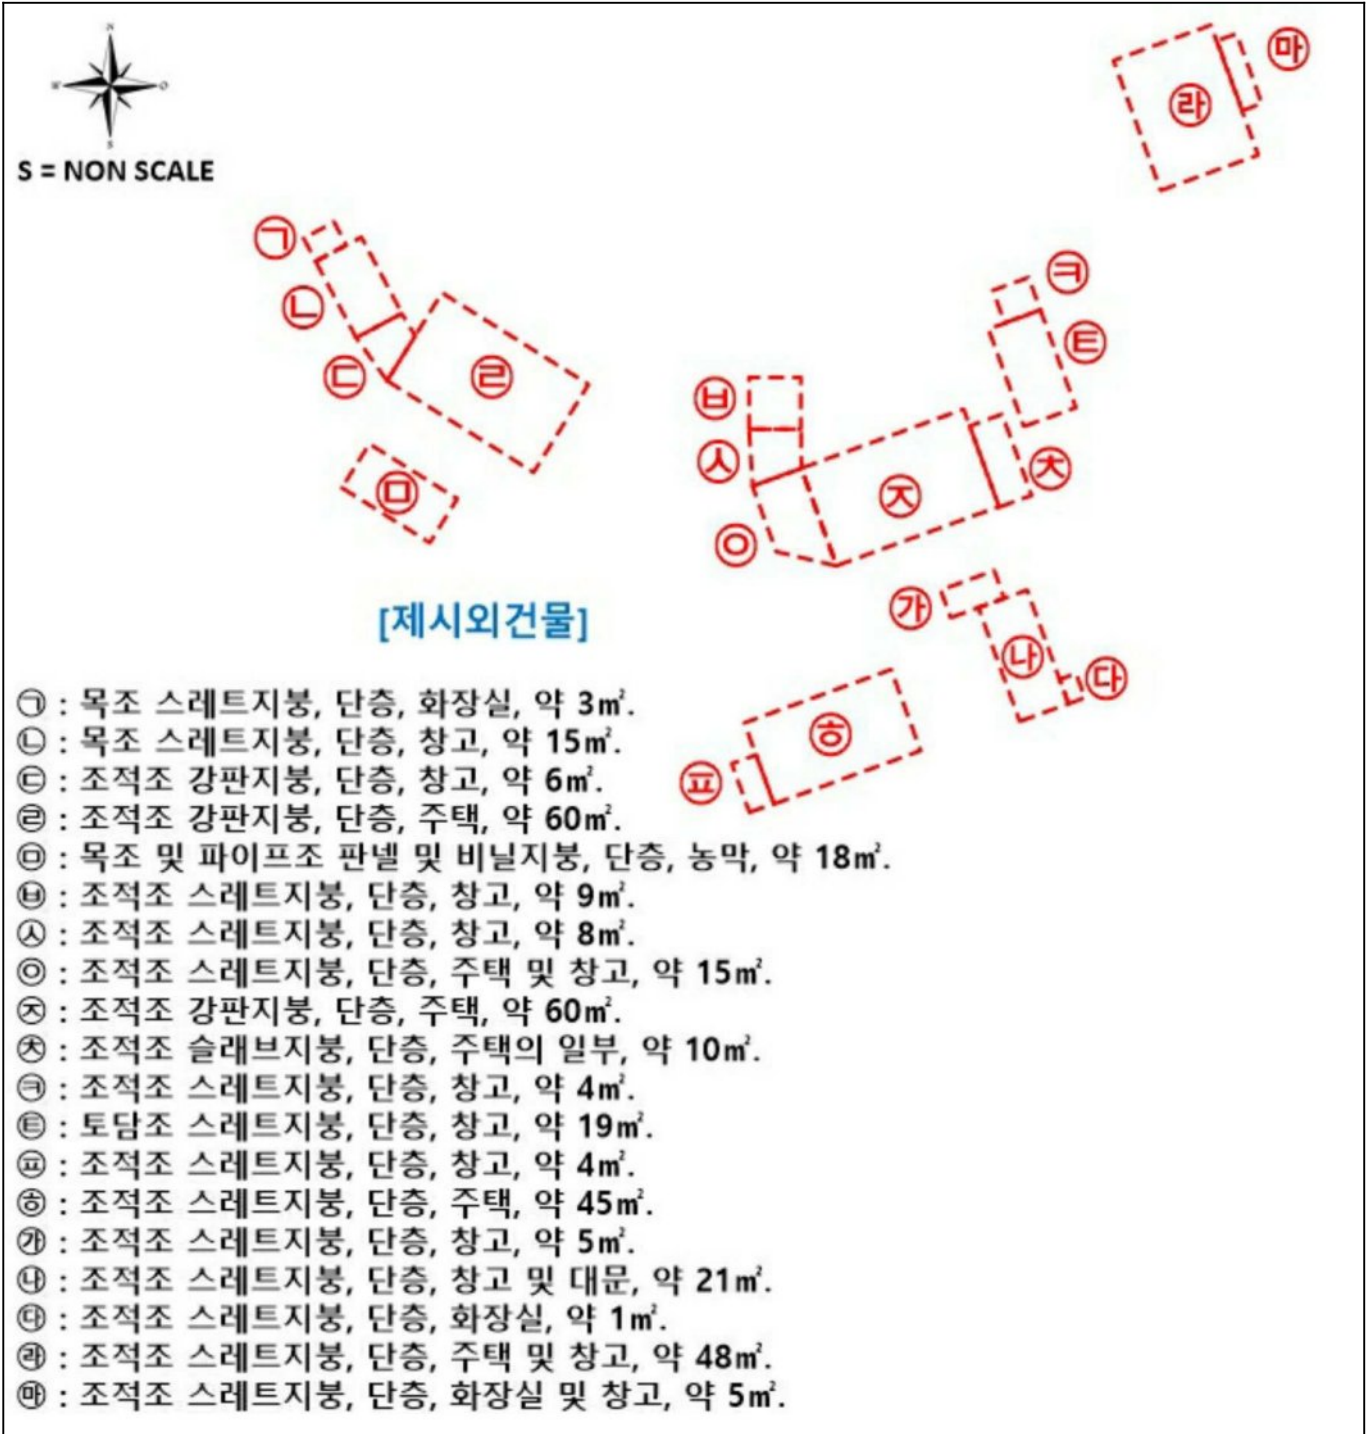 N
W
O
S
S = NON SCALE
㉲
㉱
㉠
㉪
㉡
㉫
㉢
㉣
㉥
㉦
㉩
㉨
㉤
㉧
㉮
[제시외건물]
㉯
㉰
㉭
㉬
㉠ : 목조 스레트지붕, 단층, 화장실, 약 3㎡.
㉡ : 목조 스레트지붕, 단층, 창고, 약 15㎡.
㉢ : 조적조 강판지붕, 단층, 창고, 약 6㎡.
㉣ : 조적조 강판지붕, 단층, 주택, 약 60㎡.
㉤ : 목조 및 파이프조 판넬 및 비닐지붕, 단층, 농막, 약 18㎡.
㉥ : 조적조 스레트지붕, 단층, 창고, 약 9㎡.
㉦ : 조적조 스레트지붕, 단층, 창고, 약 8㎡.
㉧ : 조적조 스레트지붕, 단층, 주택 및 창고, 약 15㎡.
㉨ : 조적조 강판지붕, 단층, 주택, 약 60㎡.
㉩ : 조적조 슬래브지붕, 단층, 주택의 일부, 약 10㎡.
㉪ : 조적조 스레트지붕, 단층, 창고, 약 4㎡.
㉫ : 토담조 스레트지붕, 단층, 창고, 약 19㎡.
㉬ : 조적조 스레트지붕, 단층, 창고, 약 4㎡.
㉭ : 조적조 스레트지붕, 단층, 주택, 약 45㎡.
㉮ : 조적조 스레트지붕, 단층, 창고, 약 5㎡.
㉯ : 조적조 스레트지붕, 단층, 창고 및 대문, 약 21㎡.
㉰ : 조적조 스레트지붕, 단층, 화장실, 약 1㎡.
㉱ : 조적조 스레트지붕, 단층, 주택 및 창고, 약 48㎡.
㉲ : 조적조 스레트지붕, 단층, 화장실 및 창고, 약 5㎡.